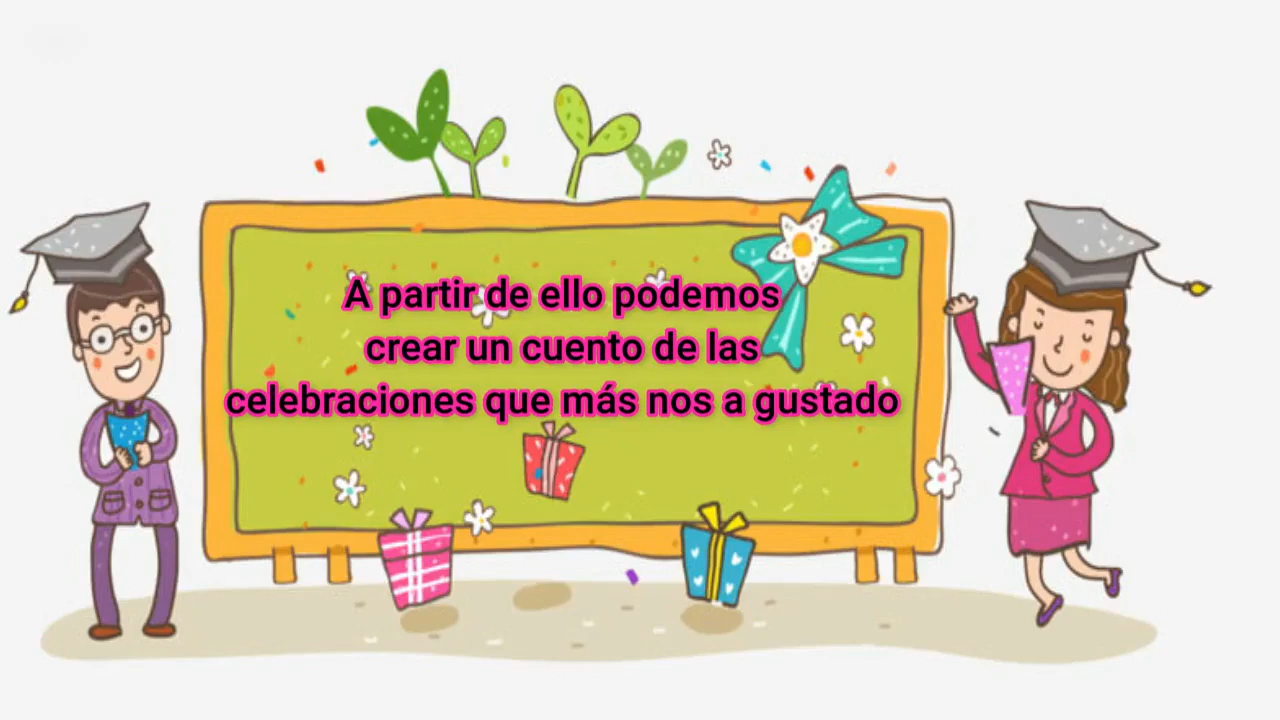 A partir de ello podemos
crear un cuento de las
celebraciones que más nos a gustado